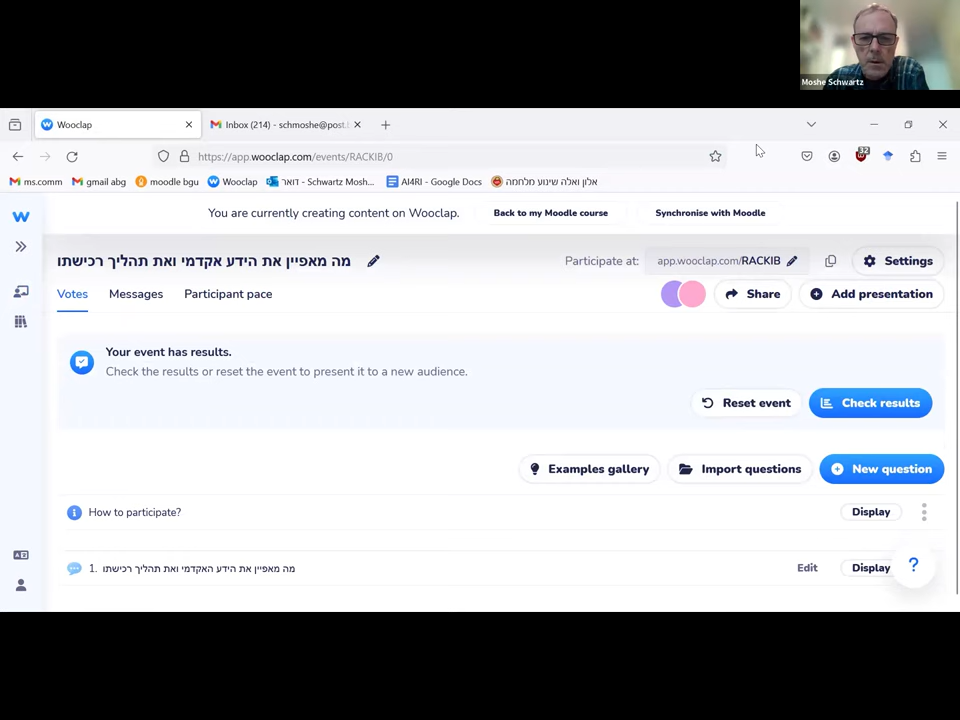 Moshe Schwartz
Wooclap
Inbox (214) - schmoshe@post.
https://app.wooclap.com/events/RACKIB/0
32
ms.comm
gmail abg
moodle bgu
Wooclap
דואר - Schwartz Mosh...
AI4RI - Google Docs
אלון ואלה שינוע מלחמה
W
You are currently creating content on Wooclap.
Back to my Moodle course
Synchronise with Moodle
מה מאפיין את הידע אקדמי ואת תהליך רכישתו
Participate at:
app.wooclap.com/RACKIB
Settings
Votes
Messages
Participant pace
Share
Add presentation
Your event has results.
Check the results or reset the event to present it to a new audience.
Reset event
Check results
Examples gallery
Import questions
New question
How to participate?
Display
1. מה מאפיין את הידע האקדמי ואת תהליך רכישתו
Edit
Display
?